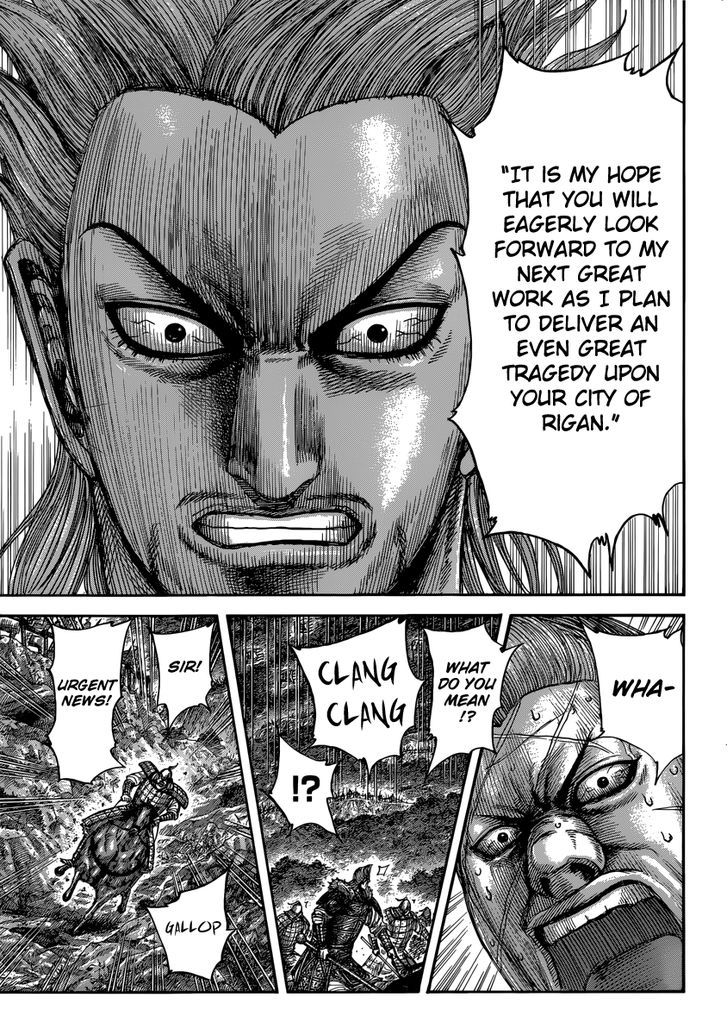 "IT IS MY HOPE
THAT YOU WILL
EAGERLY LOOK
FORWARD TO MY
NEXT GREAT
WORK AS I PLAN
TO DELIVER AN
EVEN GREAT
TRAGEDY UPON
YOUR CITY OF
RIGAN."
WHA-
WHAT
DO YOU
MEAN
!?
CLANG
CLANG
!?
SIR!
URGENT
NEWS!
GALLOP